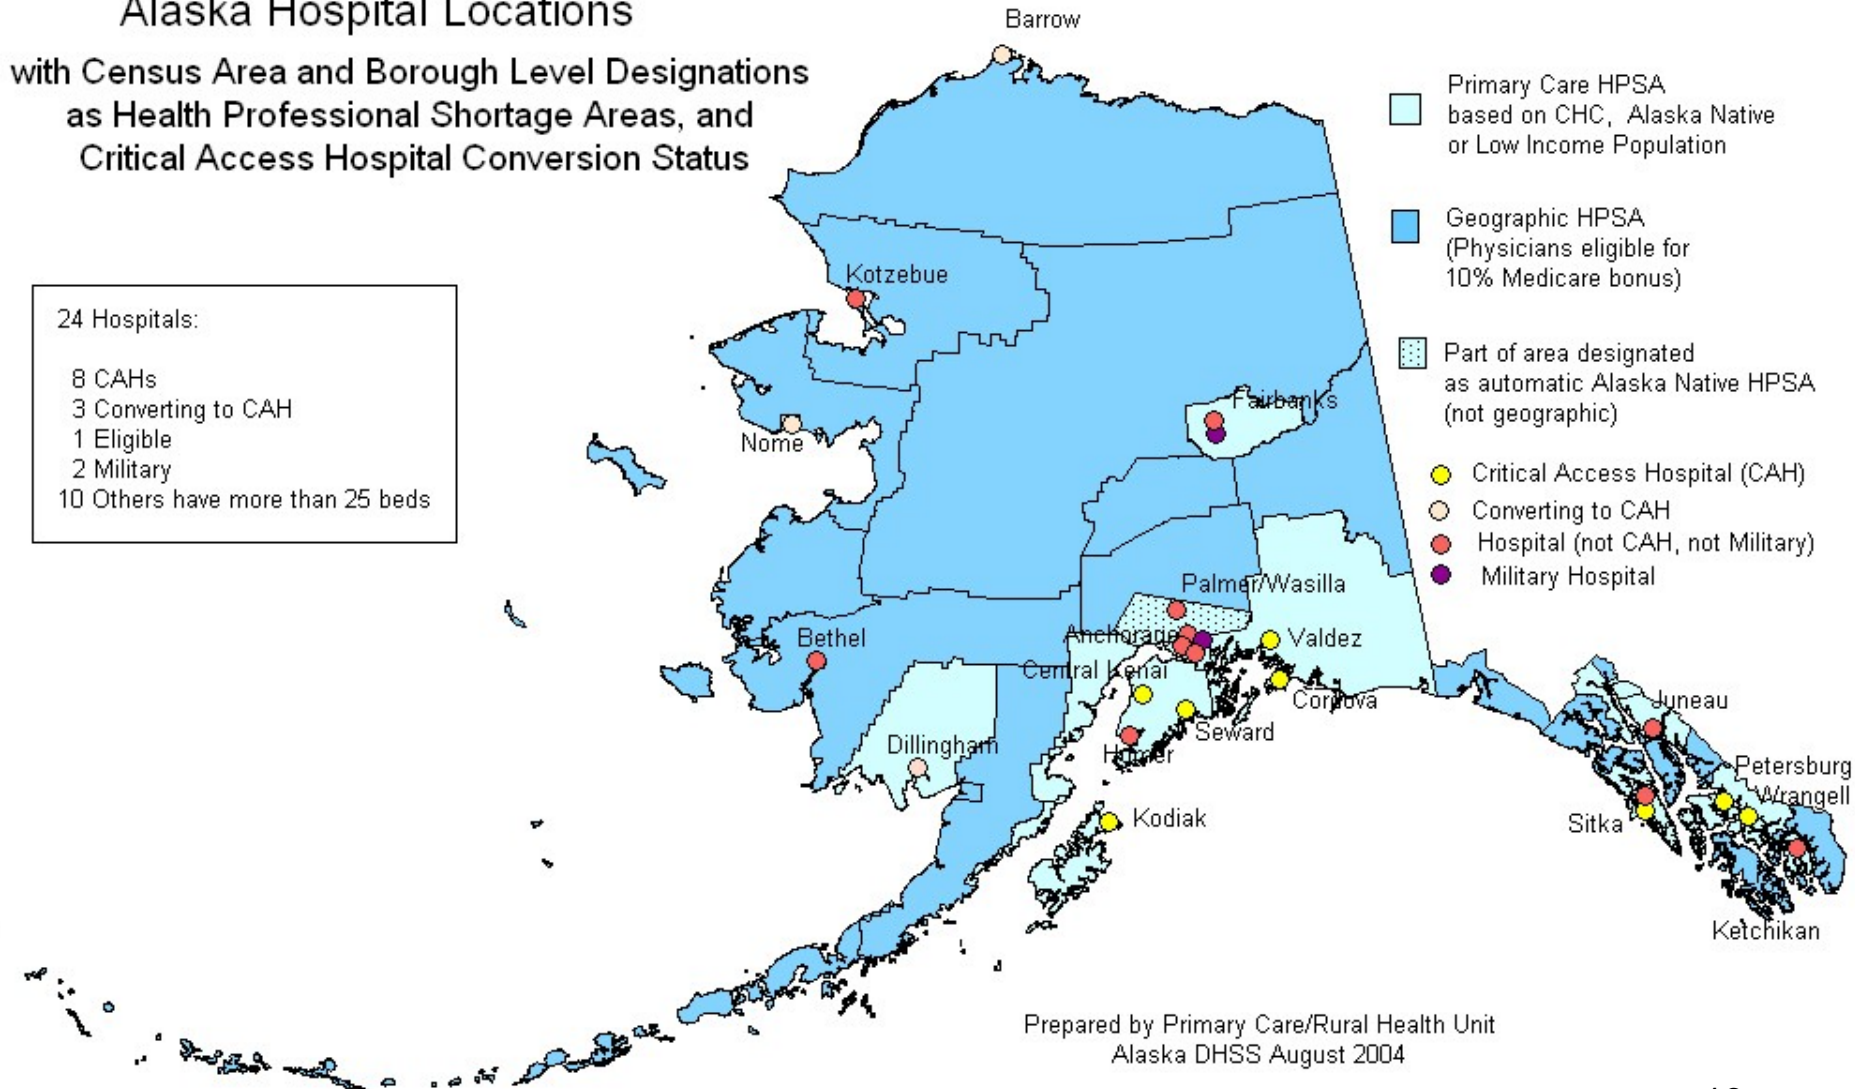 Alaska Hospital Locations
with Census Area and Borough Level Designations
as Health Professional Shortage Areas, and
Critical Access Hospital Conversion Status
24 Hospitals:
8 CAHs
3 Converting to CAH
1 Eligible
2 Military
10 Others have more than 25 beds
Primary Care HPSA
based on CHC, Alaska Native
or Low Income Population
Geographic HPSA
(Physicians eligible for
10% Medicare bonus)
Part of area designated
as automatic Alaska Native HPSA
(not geographic)
Critical Access Hospital (CAH)
Converting to CAH
Hospital (not CAH, not Military)
Military Hospital
Barrow
Kotzebue
Nome
Fairbanks
Palmer/Wasilla
Bethel
Anchorage
Valdez
Central Kenai
Cordova
Seward
Homer
Dillingham
Kodiak
Juneau
Petersburg
Wrangell
Sitka
Ketchikan
Prepared by Primary Care/Rural Health Unit
Alaska DHSS August 2004